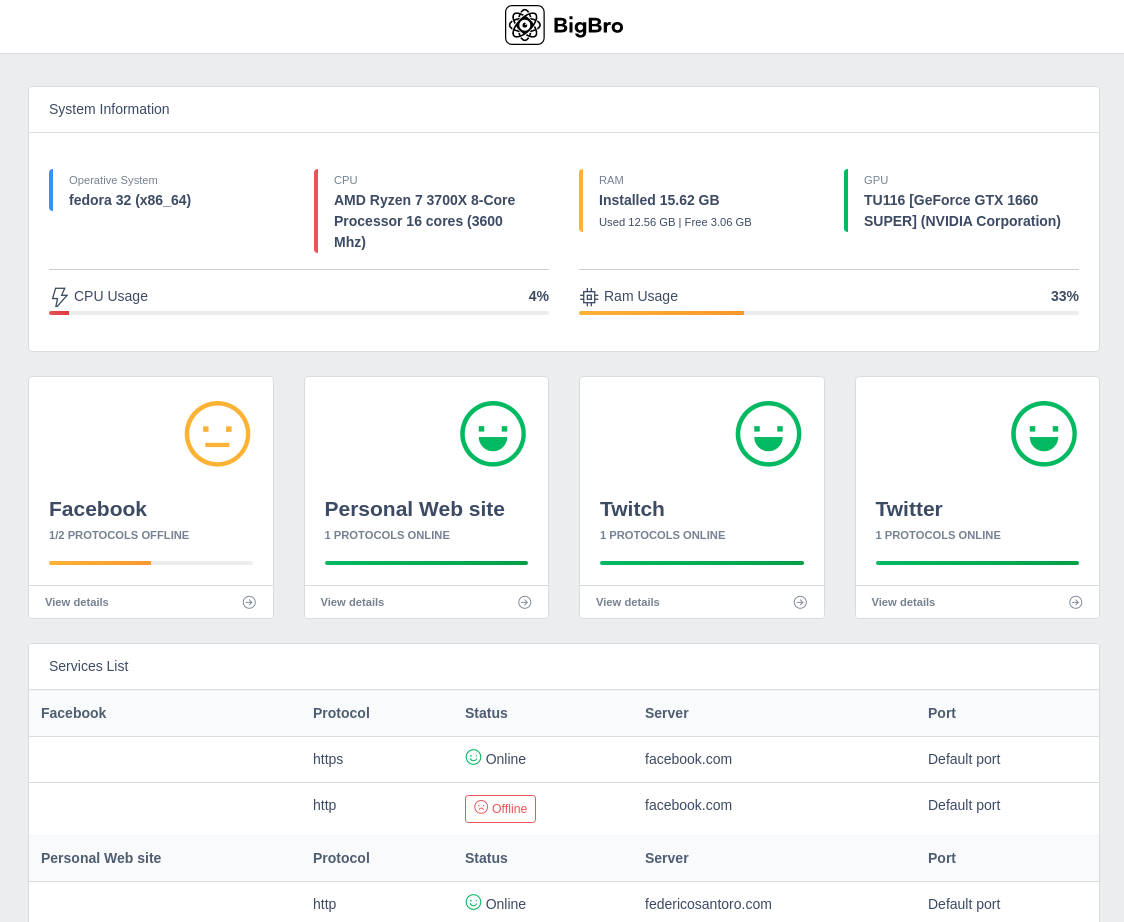 BigBro
System Information
Operative System
fedora 32 (x86_64)
CPU
AMD Ryzen 7 3700X 8-Core
Processor 16 cores (3600
Mhz)
RAM
Installed 15.62 GB
Used 12.56 GB | Free 3.06 GB
GPU
TU116 [GeForce GTX 1660
SUPER] (NVIDIA Corporation)
CPU Usage 4%
Ram Usage 33%
Facebook
1/2 PROTOCOLS OFFLINE
View details
Personal Web site
1 PROTOCOLS ONLINE
View details
Twitch
1 PROTOCOLS ONLINE
View details
Twitter
1 PROTOCOLS ONLINE
View details
Services List
Facebook Protocol Status Server Port
https Online facebook.com Default port
http Offline facebook.com Default port
Personal Web site Protocol Status Server Port
http Online federicosantoro.com Default port